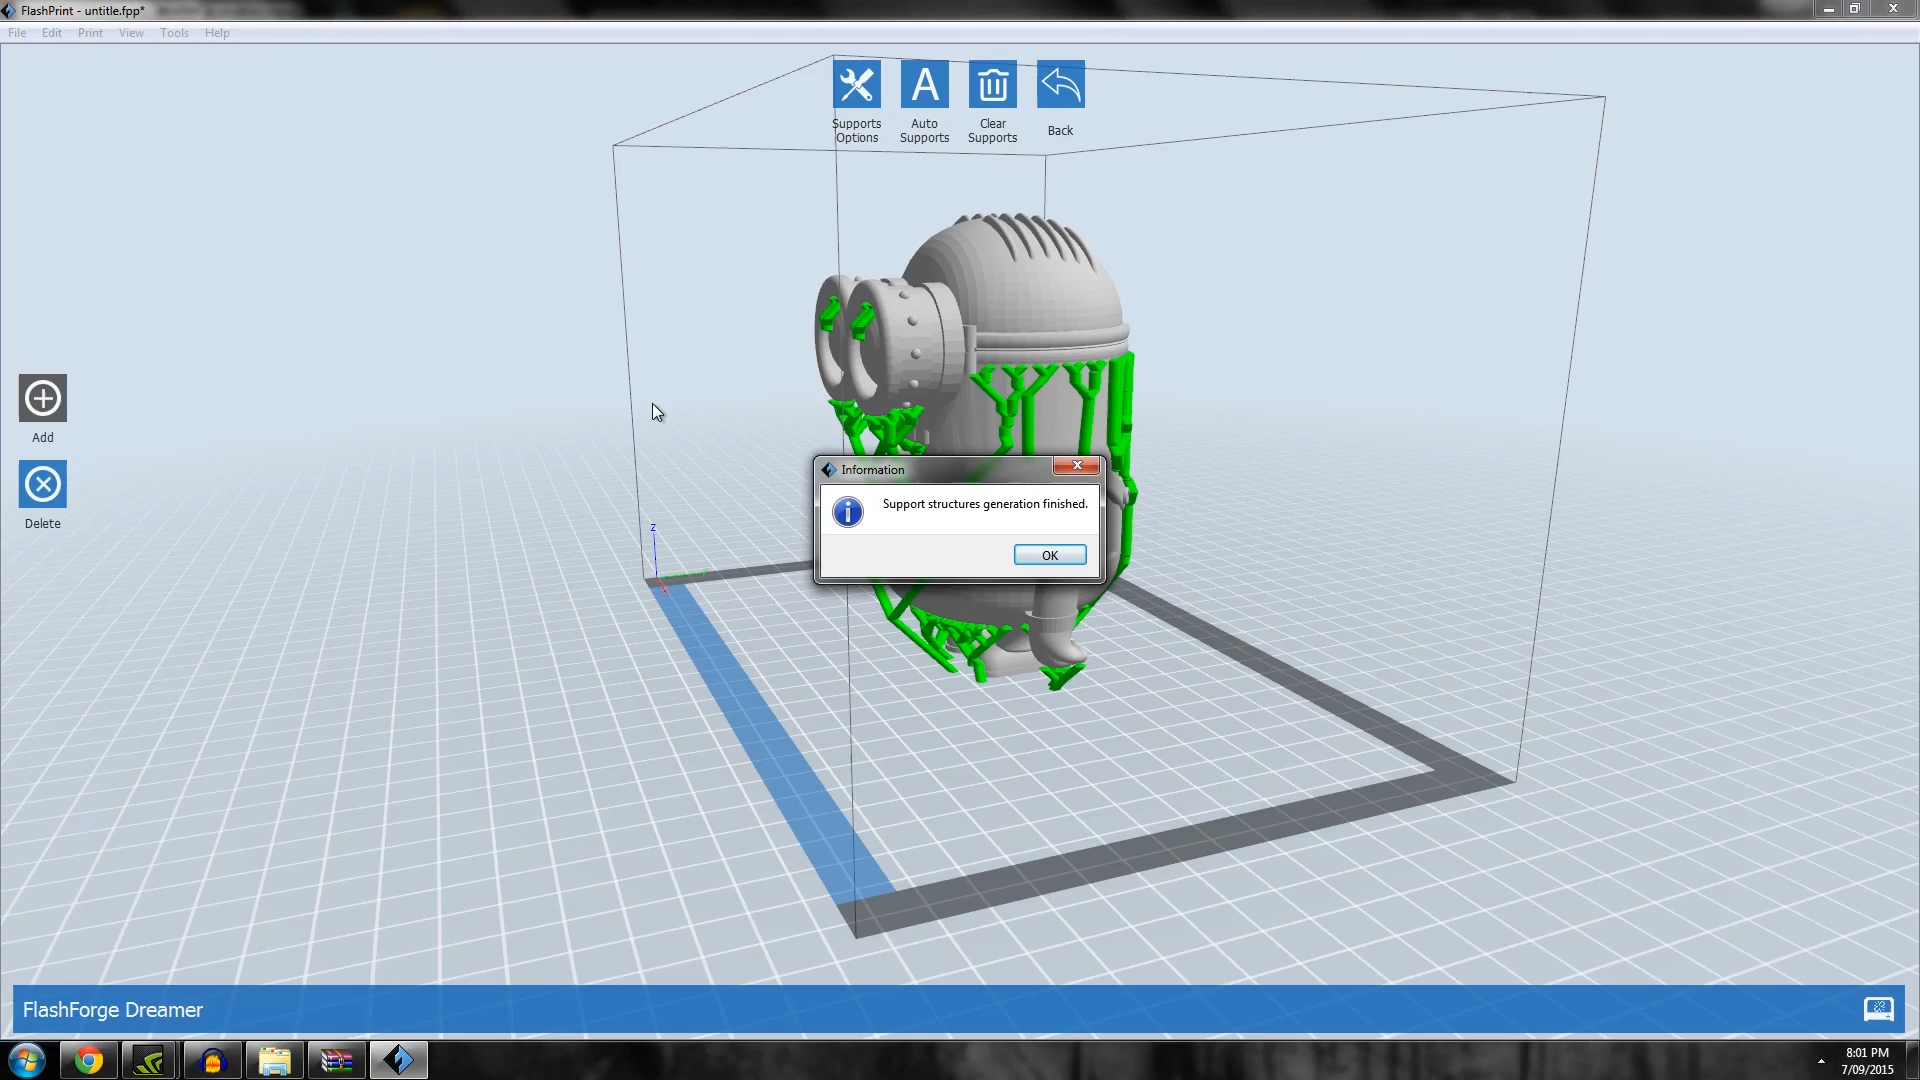 FlashPrint - untitle.fpp*
File Edit Print View Tools Help
Supports
Options
Auto
Supports
Clear
Supports
Back
Add
Delete
z
Information
Support structures generation finished.
OK
FlashForge Dreamer
8:01 PM
7/09/2015